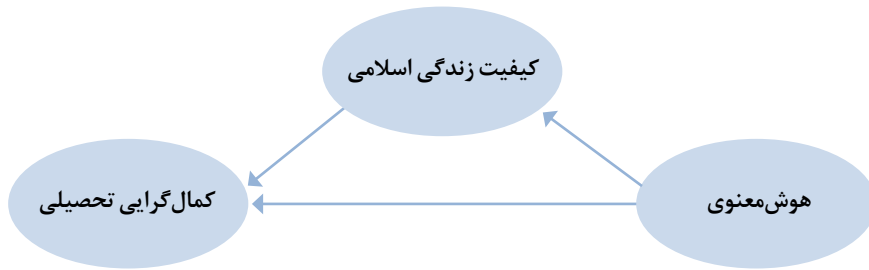 کیفیت زندگی اسلامی
هوش‌معنوی
کمال‌گرایی تحصیلی